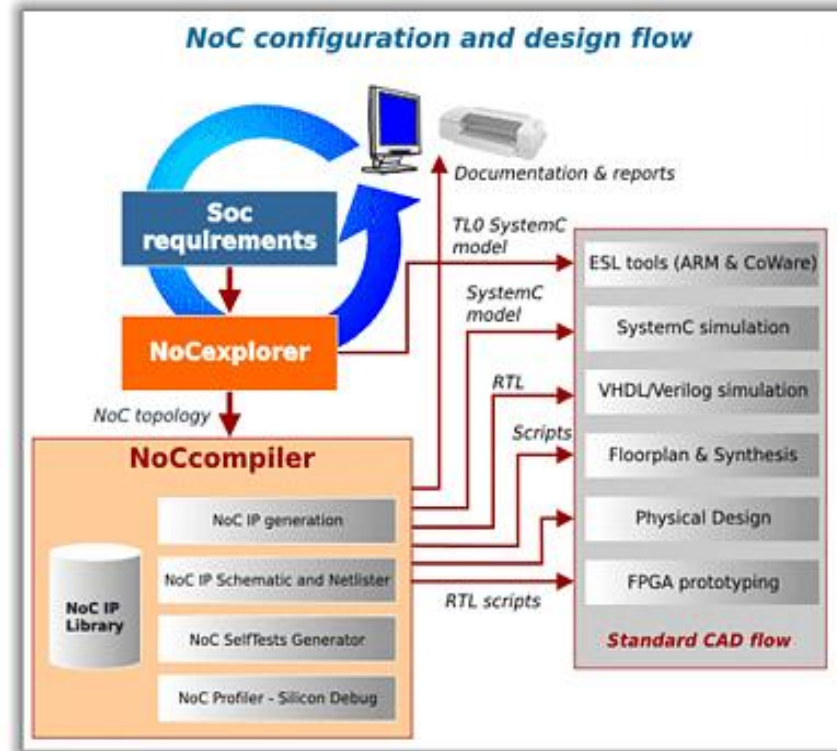 NoC configuration and design flow
Documentation & reports
Soc
requirements
TL0 SystemC
model
ESL tools (ARM & CoWare)
SystemC
model
SystemC simulation
NoCexplorer
RTL
VHDL/Verilog simulation
NoC topology
Scripts
Floorplan & Synthesis
NoCcompiler
NoC IP generation
Physical Design
NoC IP Schematic and Netlister
FPGA prototyping
NoC IP
Library
RTL scripts
NoC SelfTests Generator
Standard CAD flow
NoC Profiler - Silicon Debug